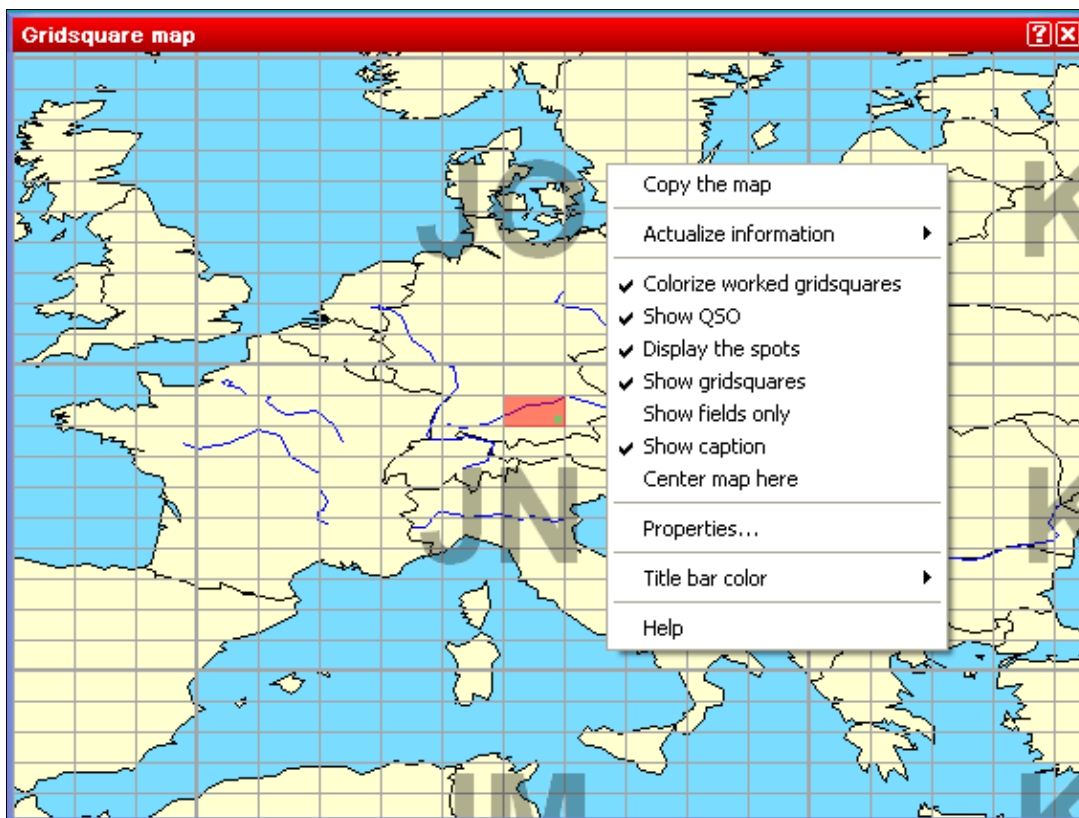 Gridsquare map
JO
K
Copy the map
Actualize information
Colorize worked gridsquares
Show QSO
Display the spots
Show gridsquares
Show fields only
Show caption
Center map here
Properties...
Title bar color
Help
JN
K
JM
K